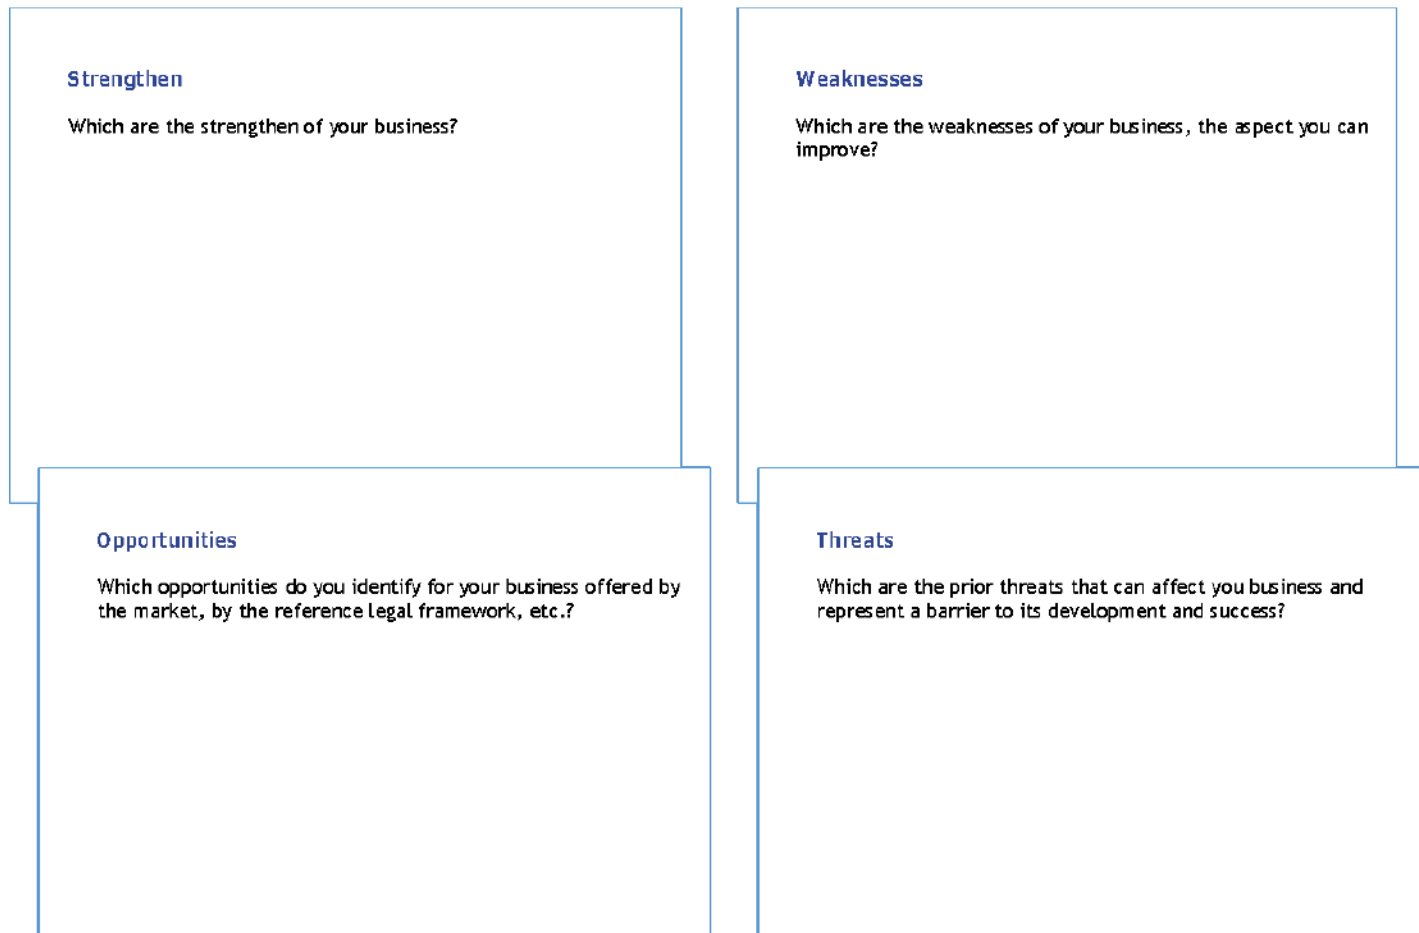 Strengthen
Which are the strengthen of your business?
Weaknesses
Which are the weaknesses of your business, the aspect you can
improve?
Opportunities
Which opportunities do you identify for your business offered by
the market, by the reference legal framework, etc.?
Threats
Which are the prior threats that can affect you business and
represent a barrier to its development and success?